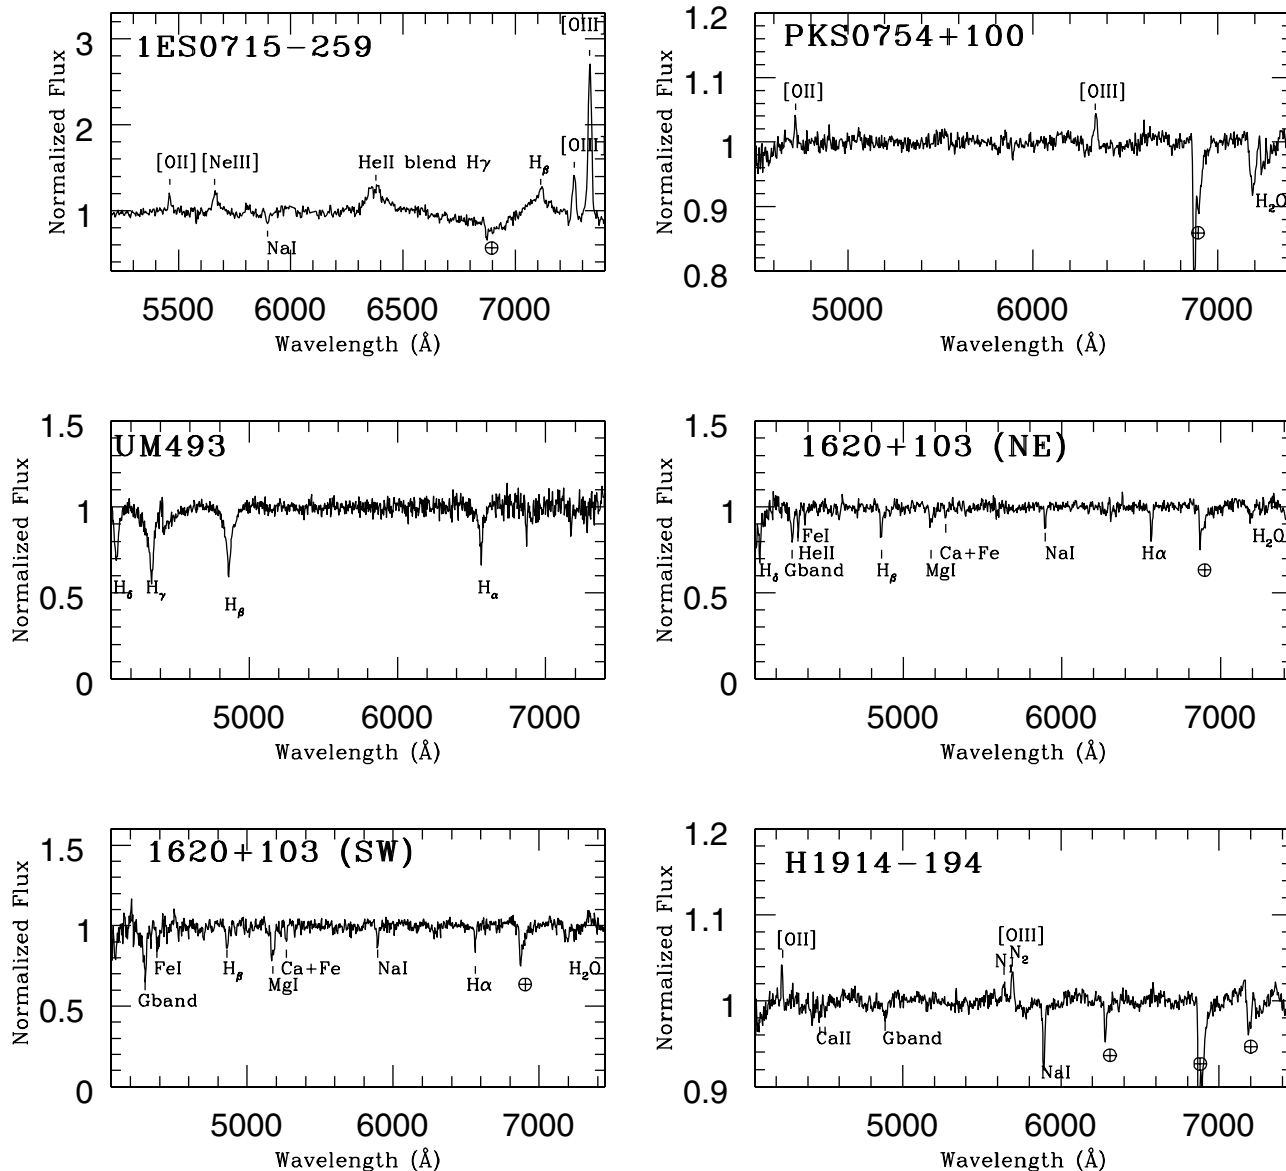 1ES0715-259
[OIII]
[OIII]
[OII] [NeIII] HeII blend Hγ Hβ
NaI
⊕
3
2
1
5500 6000 6500 7000
Wavelength (Å)
Normalized Flux
PKS0754+100
[OII] [OIII]
⊕ H2O
1.2
1.1
1
0.9
0.8
5000 6000 7000
Wavelength (Å)
Normalized Flux
UM493
Hδ Hγ Hβ Hα
1.5
1
0.5
0
5000 6000 7000
Wavelength (Å)
Normalized Flux
1620+103 (NE)
FeI Ca+Fe NaI Hα H2O
HeII
Hδ Gband Hβ MgI ⊕
1.5
1
0.5
0
5000 6000 7000
Wavelength (Å)
Normalized Flux
1620+103 (SW)
FeI Hβ Ca+Fe NaI Hα H2O
MgI ⊕
Gband
1.5
1
0.5
0
5000 6000 7000
Wavelength (Å)
Normalized Flux
H1914-194
[OII] [OIII]
N1 N2
CaII Gband NaI ⊕ ⊕ ⊕
1.2
1.1
1
0.9
5000 6000 7000
Wavelength (Å)
Normalized Flux